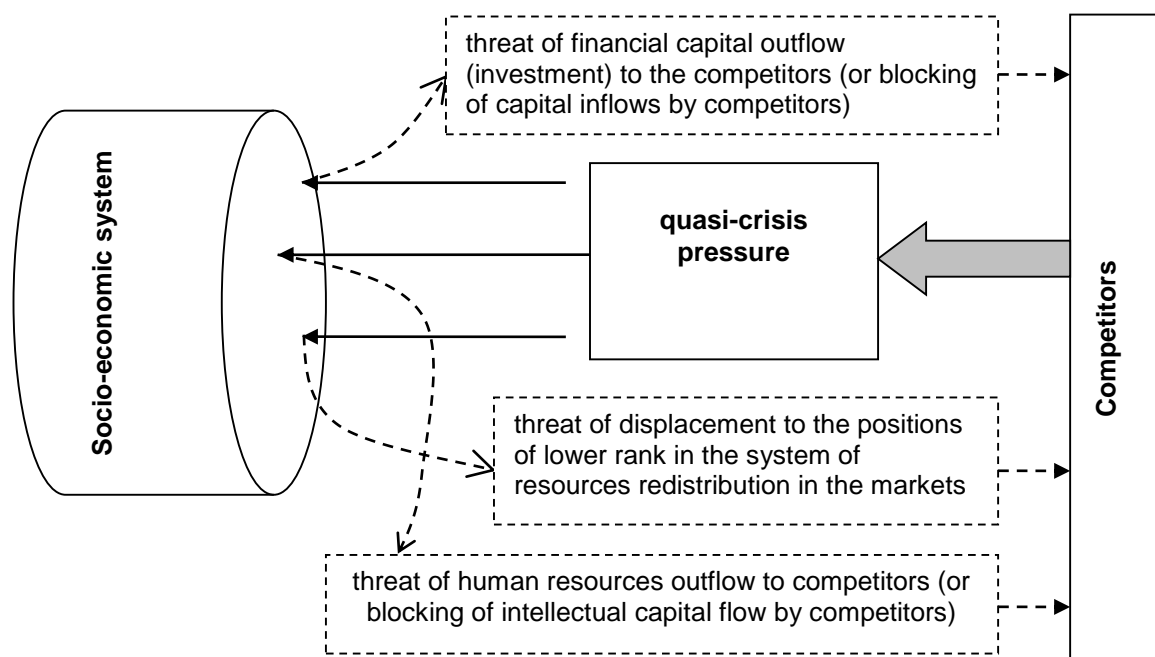 threat of financial capital outflow
(investment) to the competitors (or blocking
of capital inflows by competitors)
Socio-economic system
quasi-crisis
pressure
Competitors
threat of displacement to the positions
of lower rank in the system of
resources redistribution in the markets
threat of human resources outflow to competitors (or
blocking of intellectual capital flow by competitors)